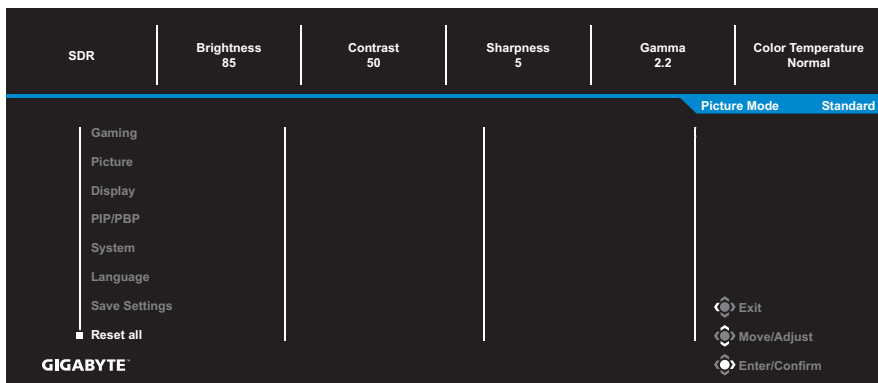 SDR
Brightness
85
Contrast
50
Sharpness
5
Gamma
2.2
Color Temperature
Normal
Picture Mode Standard
Gaming
Picture
Display
PIP/PBP
System
Language
Save Settings
Reset all
Exit
Move/Adjust
Enter/Confirm
GIGABYTE™